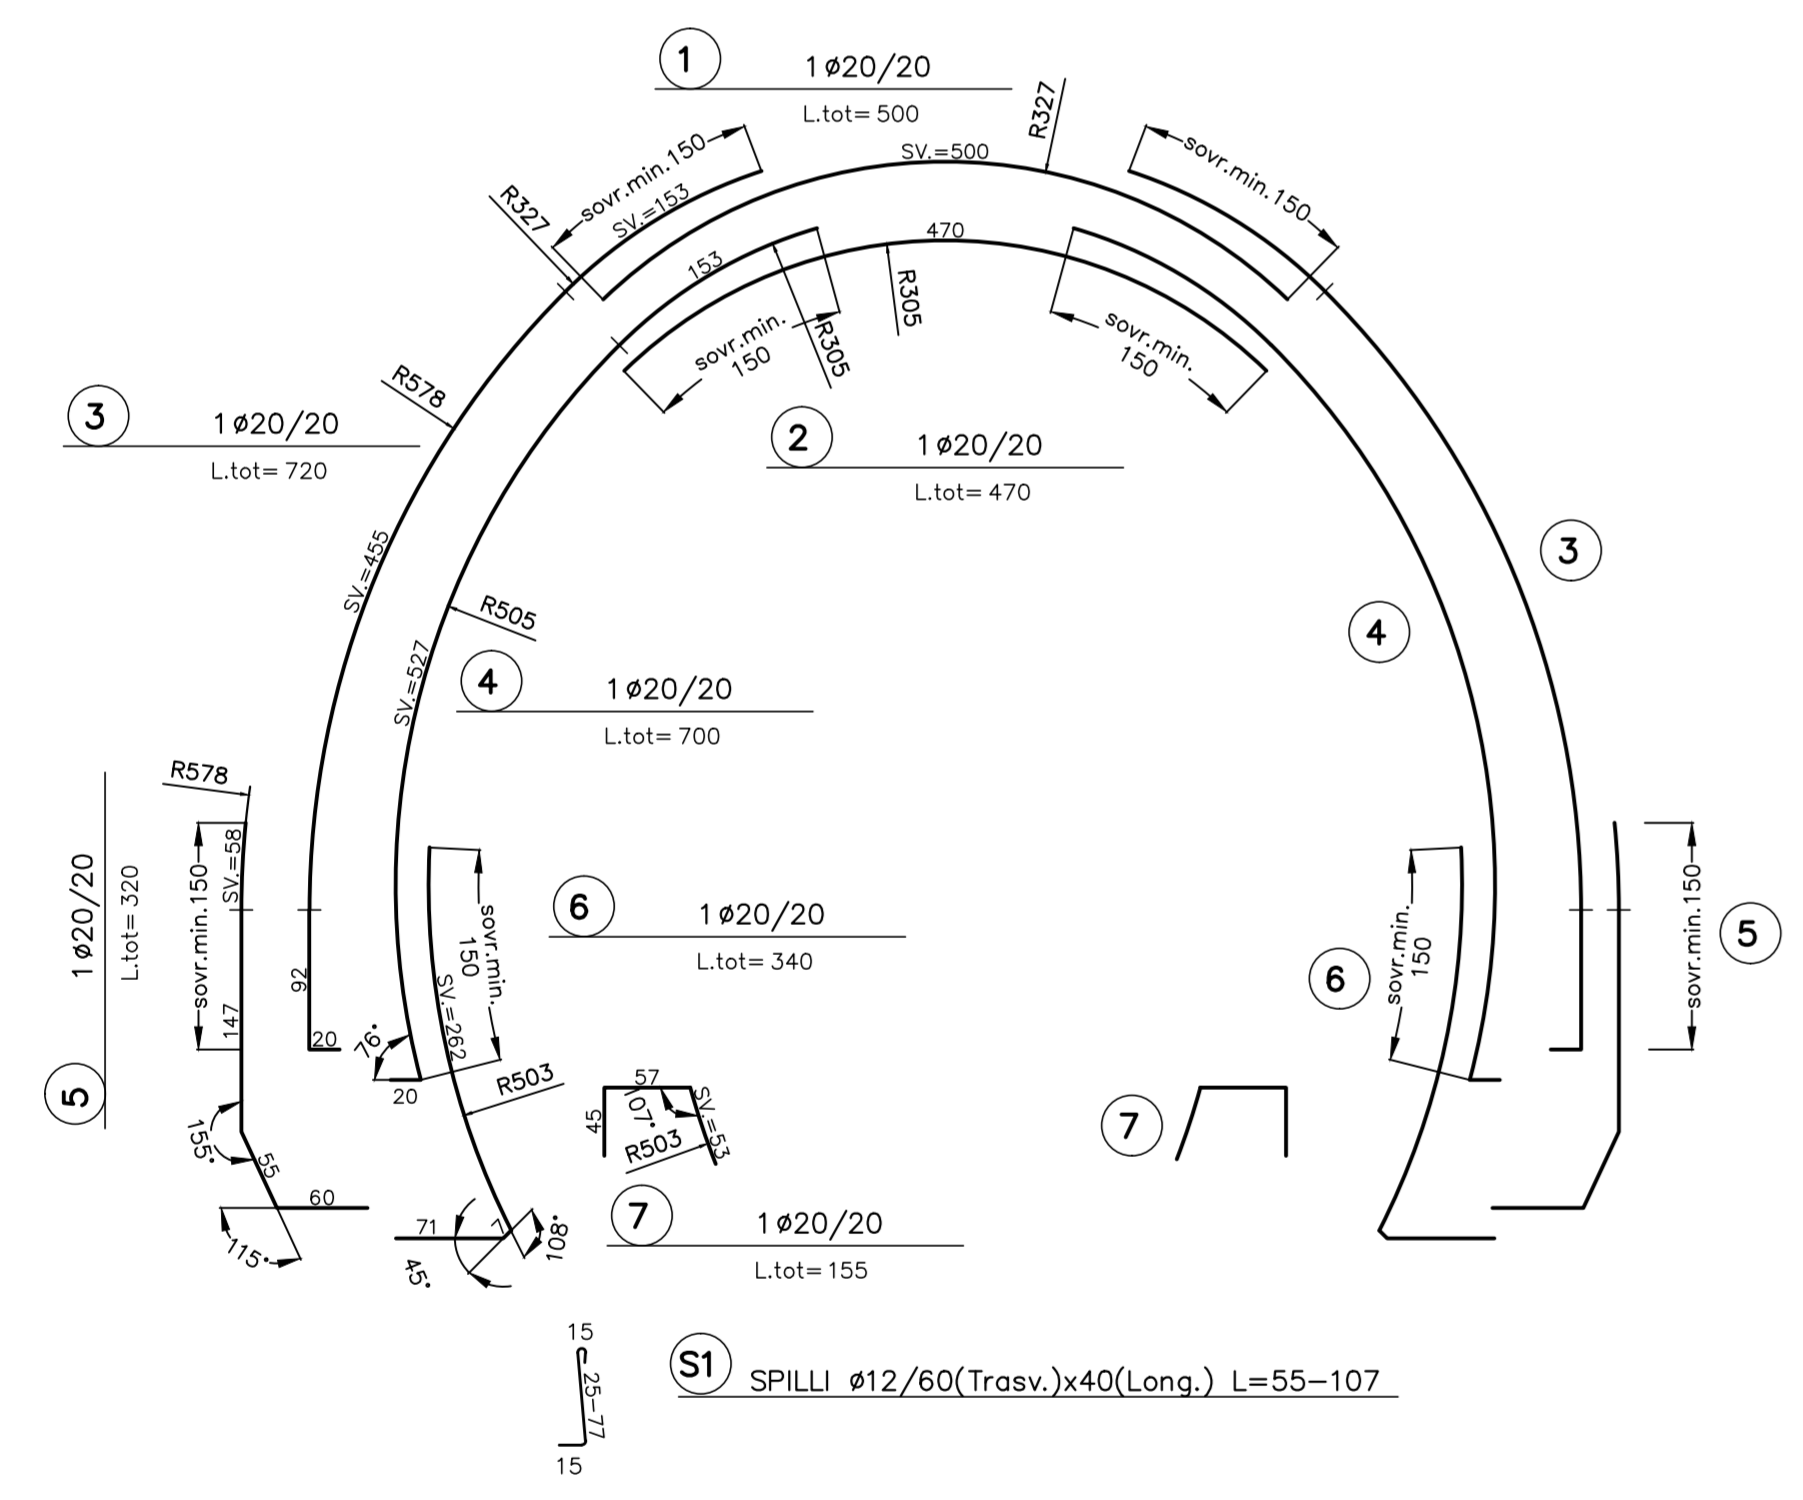 1
1ø20/20
L.tot= 500
R327
sovr.min.150
SV.=153
SV.=500
sovr.min.150
R327
153
470
R305
R305
sovr.min.
150
sovr.min.
150
R578
3
1ø20/20
L.tot= 720
2
1ø20/20
L.tot= 470
SV.=455
3
R505
4
SV.=527
4
1ø20/20
L.tot= 700
R578
SV.=58
sovr.min.150
147
1ø20/20
L.tot= 320
5
92
20
76°
20
sovr.min.
150
SV.=262
6
1ø20/20
L.tot= 340
sovr.min.
150
6
sovr.min.150
5
R503
57
107°
45
SV.=53
R503
7
155°
55
60
115°
71
7
45°
108°
7
1ø20/20
L.tot= 155
15
25-77
15
S1
SPILLI ø12/60(Trasv.)x40(Long.) L=55-107